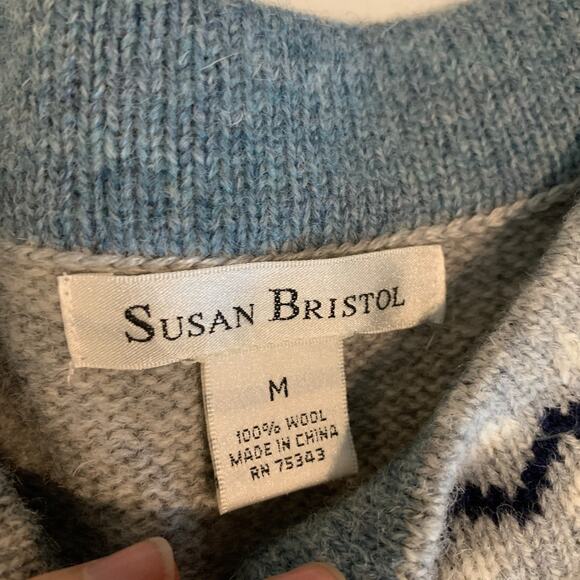 SUSAN BRISTOL
M
100% WOOL
MADE IN CHINA
RN 75343